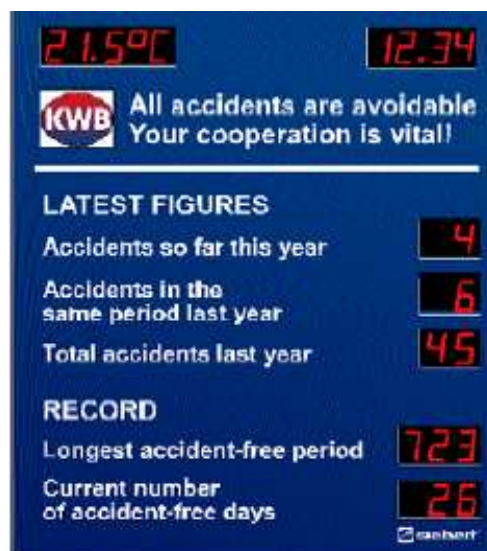 21.5°C 12.34
KWB
All accidents are avoidable
Your cooperation is vital!
LATEST FIGURES
Accidents so far this year 4
Accidents in the
same period last year 6
Total accidents last year 45
RECORD
Longest accident-free period 723
Current number
of accident-free days 26
siebert